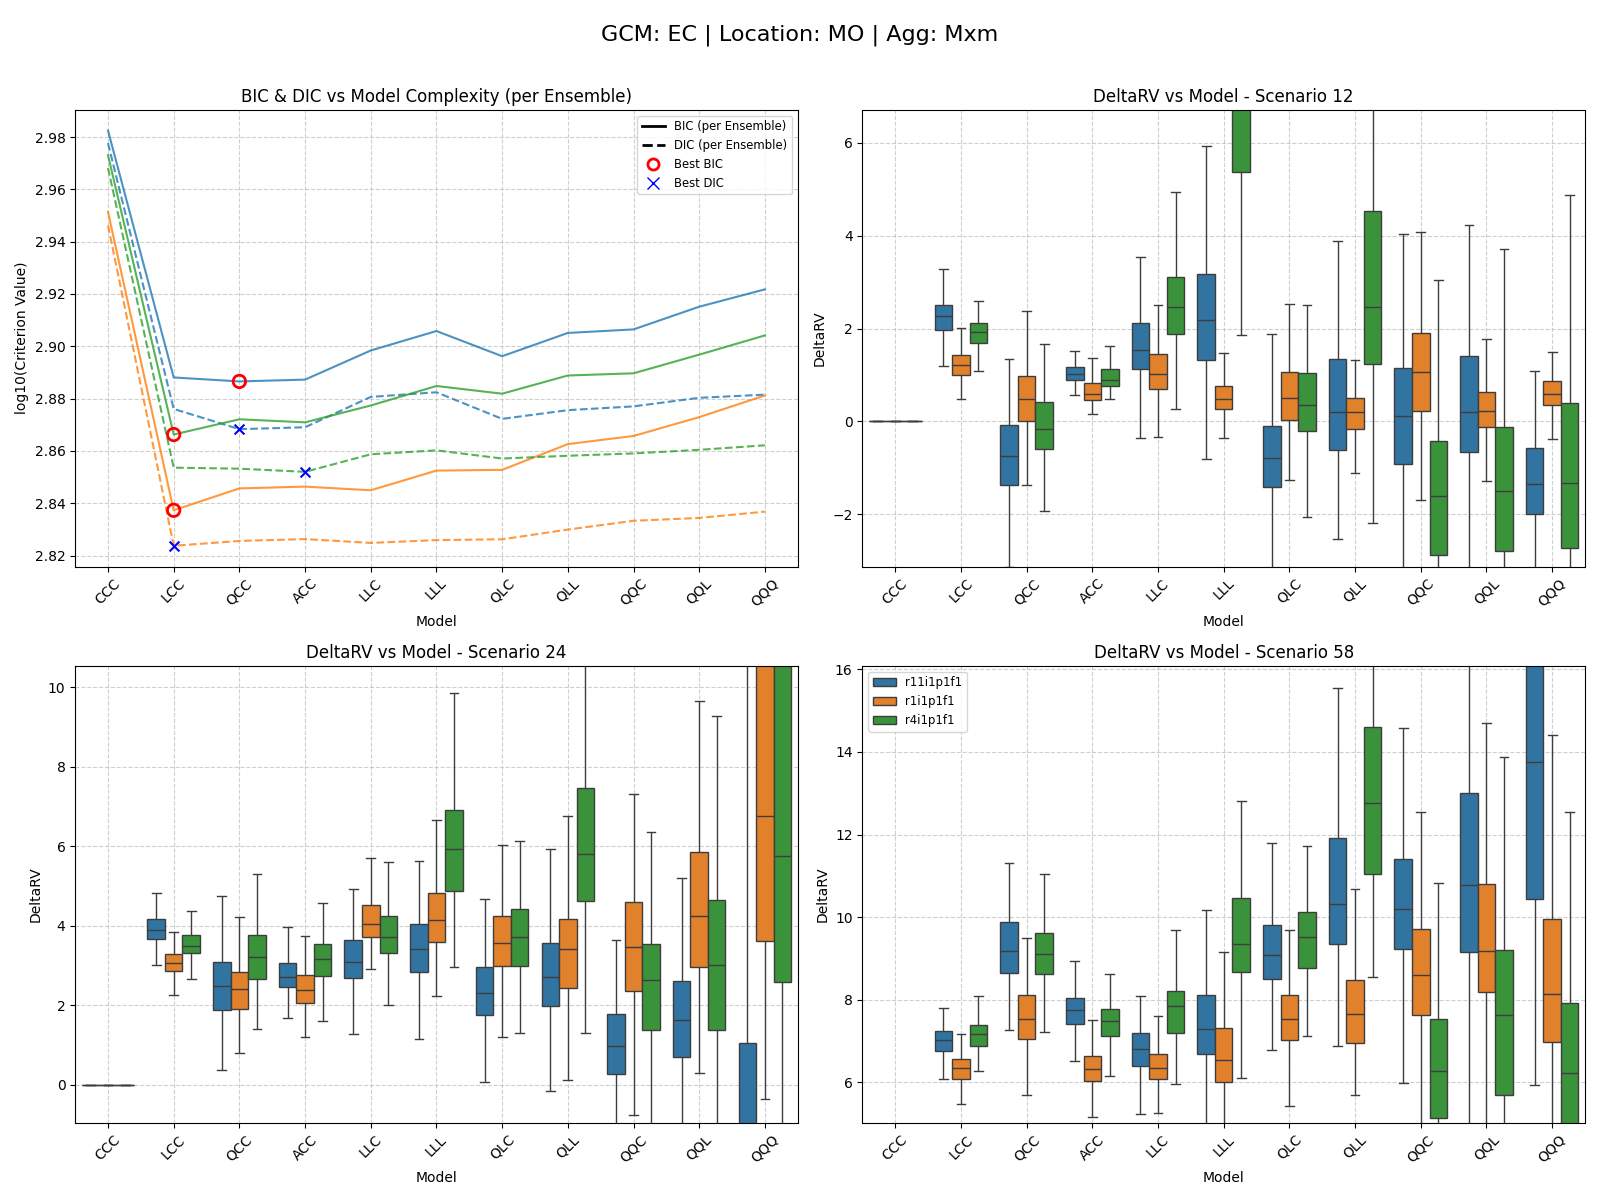 GCM: EC | Location: MO | Agg: Mxm
BIC & DIC vs Model Complexity (per Ensemble)
log10(Criterion Value)
2.98
2.96
2.94
2.92
2.90
2.88
2.86
2.84
2.82
BIC (per Ensemble)
DIC (per Ensemble)
Best BIC
Best DIC
CCC LCC QCC ACC LLC LLL QLC QLL QQC QQL QQQ
Model
DeltaRV vs Model - Scenario 12
DeltaRV
6
4
2
0
−2
CCC LCC QCC ACC LLC LLL QLC QLL QQC QQL QQQ
Model
DeltaRV vs Model - Scenario 24
DeltaRV
10
8
6
4
2
0
CCC LCC QCC ACC LLC LLL QLC QLL QQC QQL QQQ
Model
DeltaRV vs Model - Scenario 58
DeltaRV
16
14
12
10
8
6
r11i1p1f1
r1i1p1f1
r4i1p1f1
CCC LCC QCC ACC LLC LLL QLC QLL QQC QQL QQQ
Model